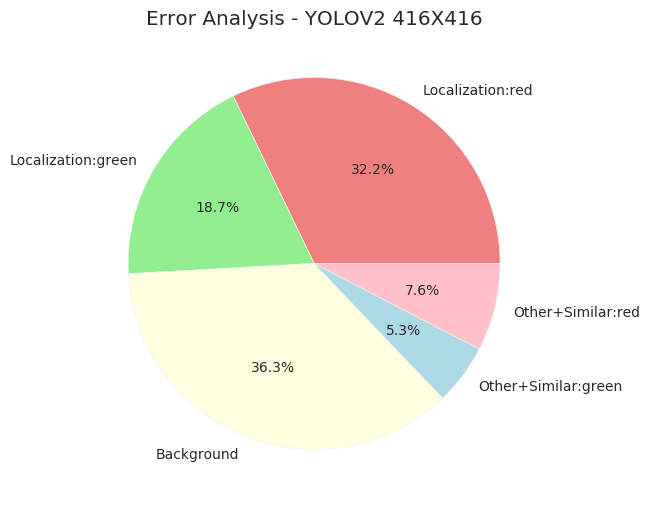 Error Analysis - YOLOV2 416X416
Localization:red
32.2%
Localization:green
18.7%
7.6%
Other+Similar:red
5.3%
Other+Similar:green
36.3%
Background